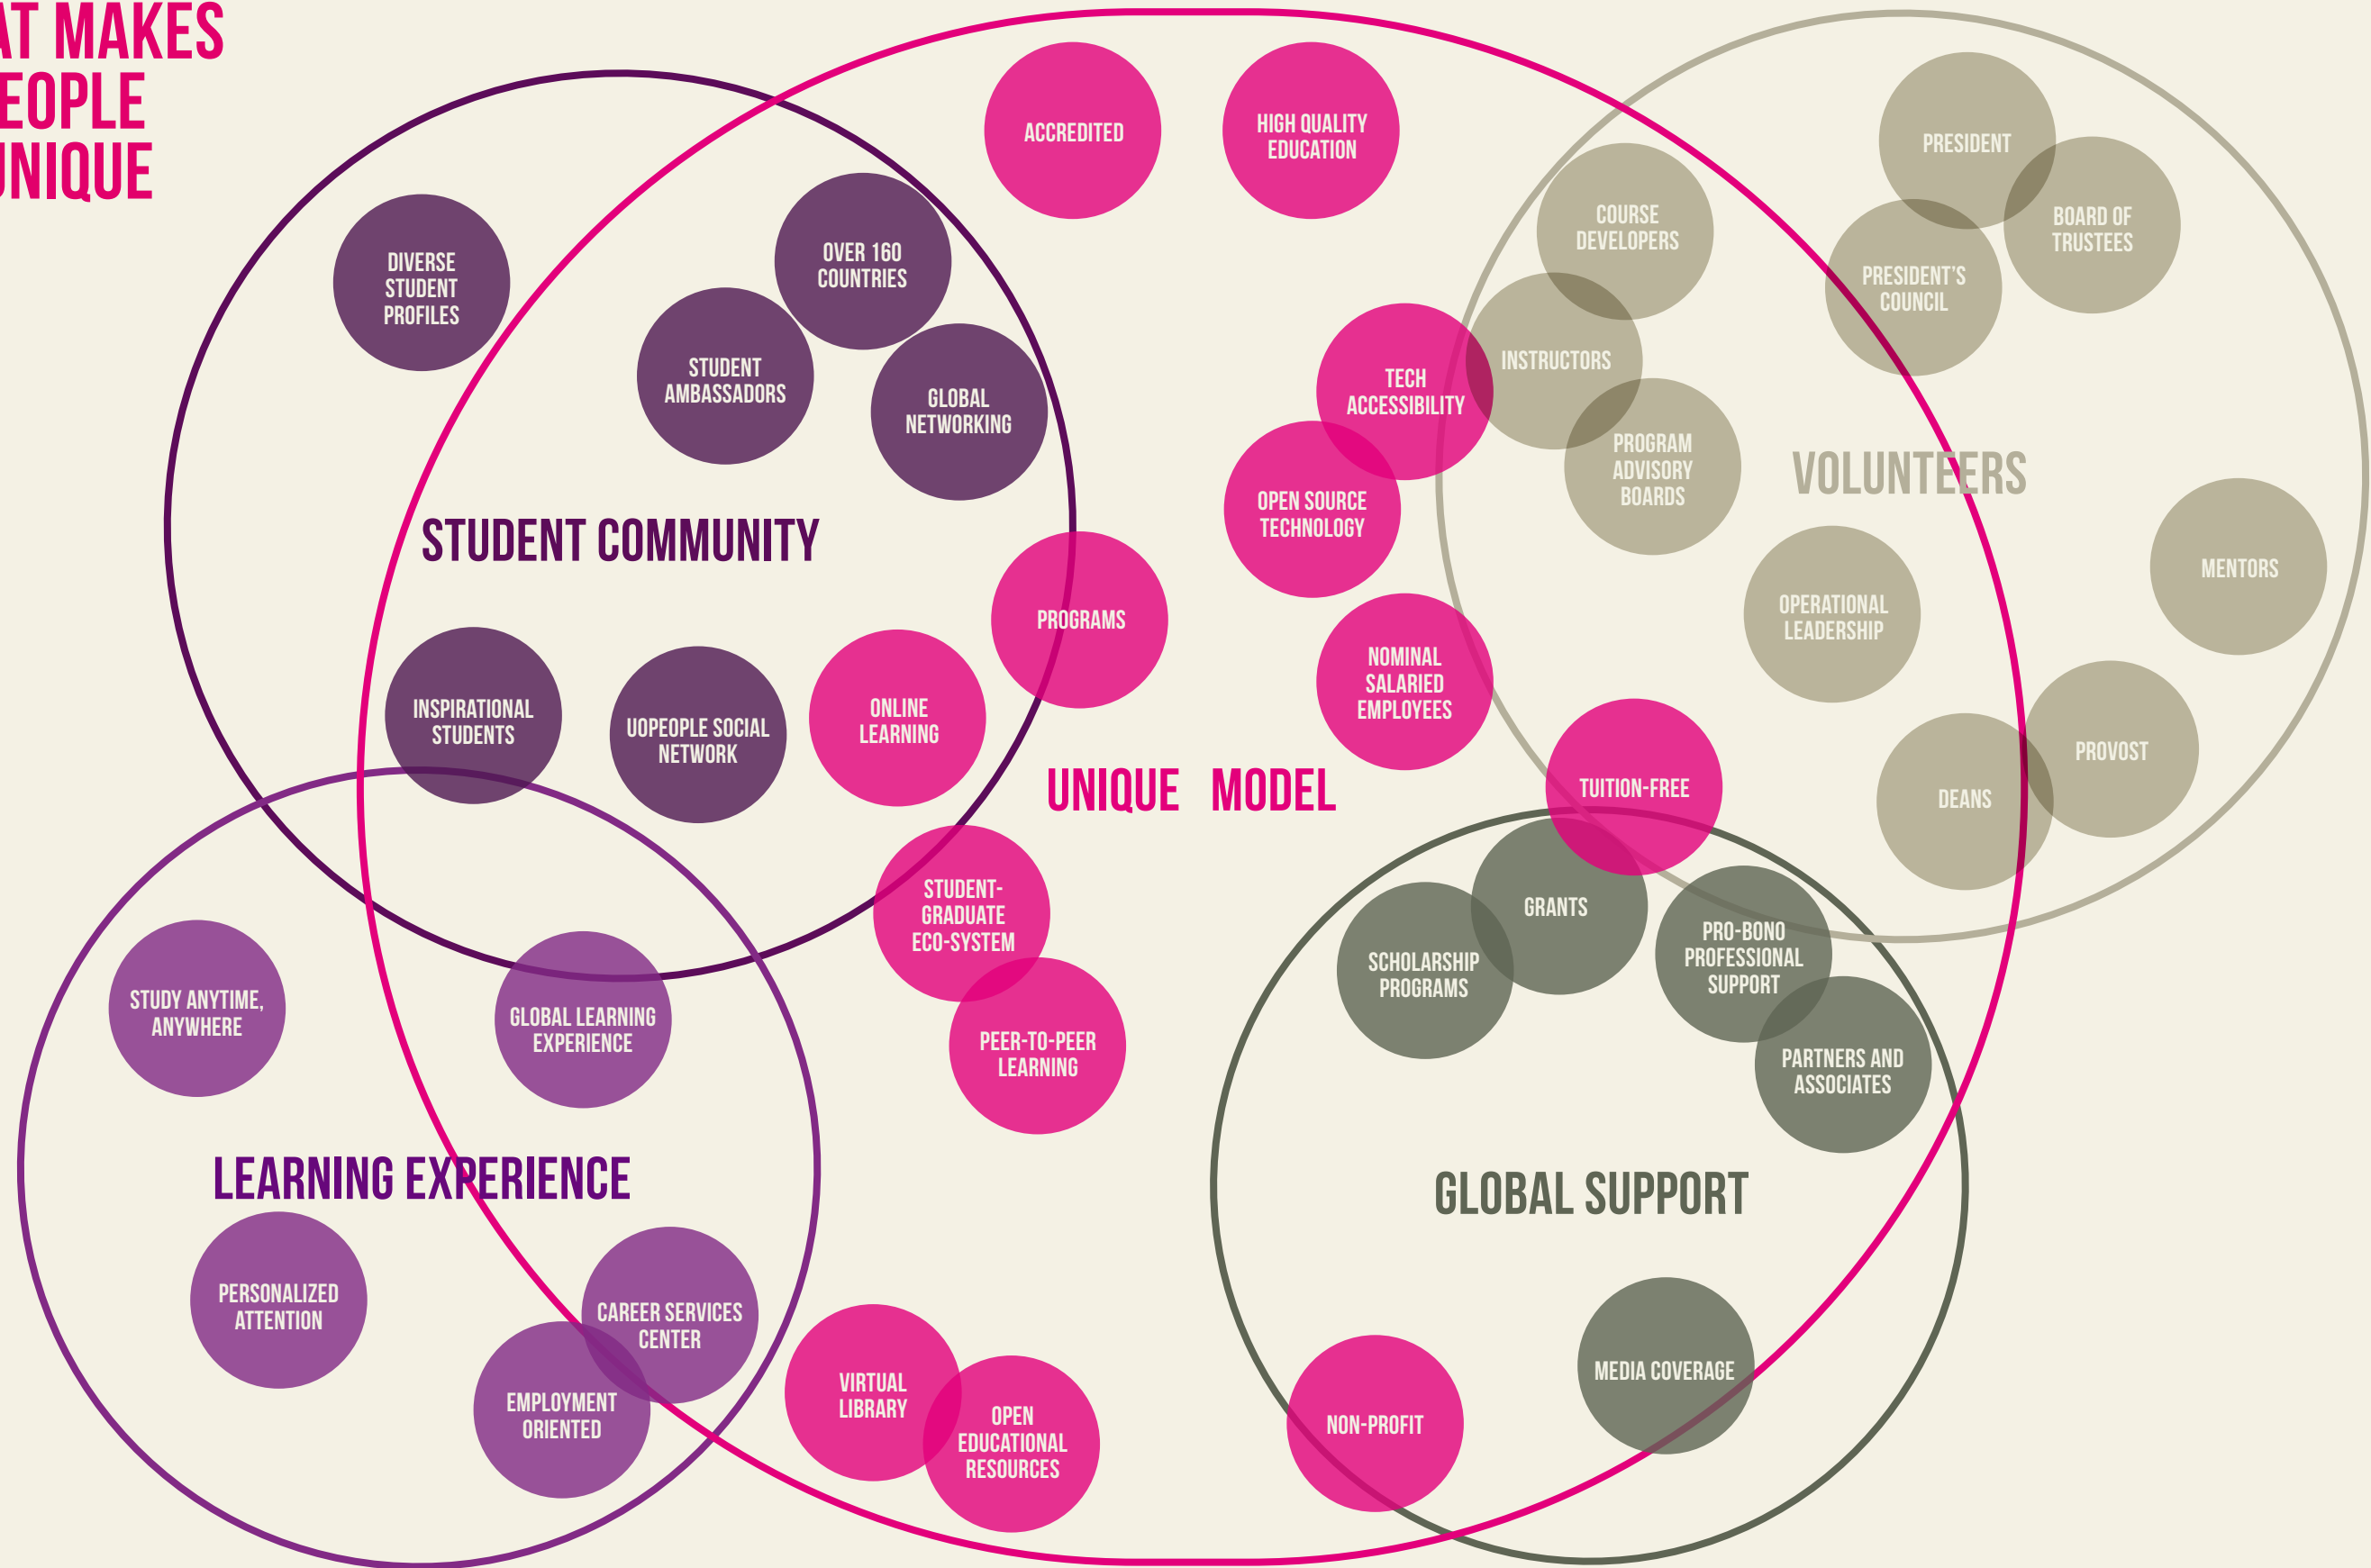 AT MAKES
EOPLE
UNIQUE
ACCREDITED
HIGH QUALITY
EDUCATION
PRESIDENT
BOARD OF
TRUSTEES
PRESIDENT'S
COUNCIL
COURSE
DEVELOPERS
INSTRUCTORS
PROGRAM
ADVISORY
BOARDS
VOLUNTEERS
MENTORS
OPERATIONAL
LEADERSHIP
PROVOST
DEANS
DIVERSE
STUDENT
PROFILES
OVER 160
COUNTRIES
STUDENT
AMBASSADORS
GLOBAL
NETWORKING
STUDENT COMMUNITY
INSPIRATIONAL
STUDENTS
UOPEOPLE SOCIAL
NETWORK
ONLINE
LEARNING
PROGRAMS
TECH
ACCESSIBILITY
OPEN SOURCE
TECHNOLOGY
NOMINAL
SALARIED
EMPLOYEES
UNIQUE MODEL
TUITION-FREE
STUDENT-
GRADUATE
ECO-SYSTEM
PEER-TO-PEER
LEARNING
GRANTS
SCHOLARSHIP
PROGRAMS
PRO-BONO
PROFESSIONAL
SUPPORT
PARTNERS AND
ASSOCIATES
GLOBAL SUPPORT
MEDIA COVERAGE
NON-PROFIT
STUDY ANYTIME,
ANYWHERE
GLOBAL LEARNING
EXPERIENCE
LEARNING EXPERIENCE
PERSONALIZED
ATTENTION
CAREER SERVICES
CENTER
EMPLOYMENT
ORIENTED
VIRTUAL
LIBRARY
OPEN
EDUCATIONAL
RESOURCES